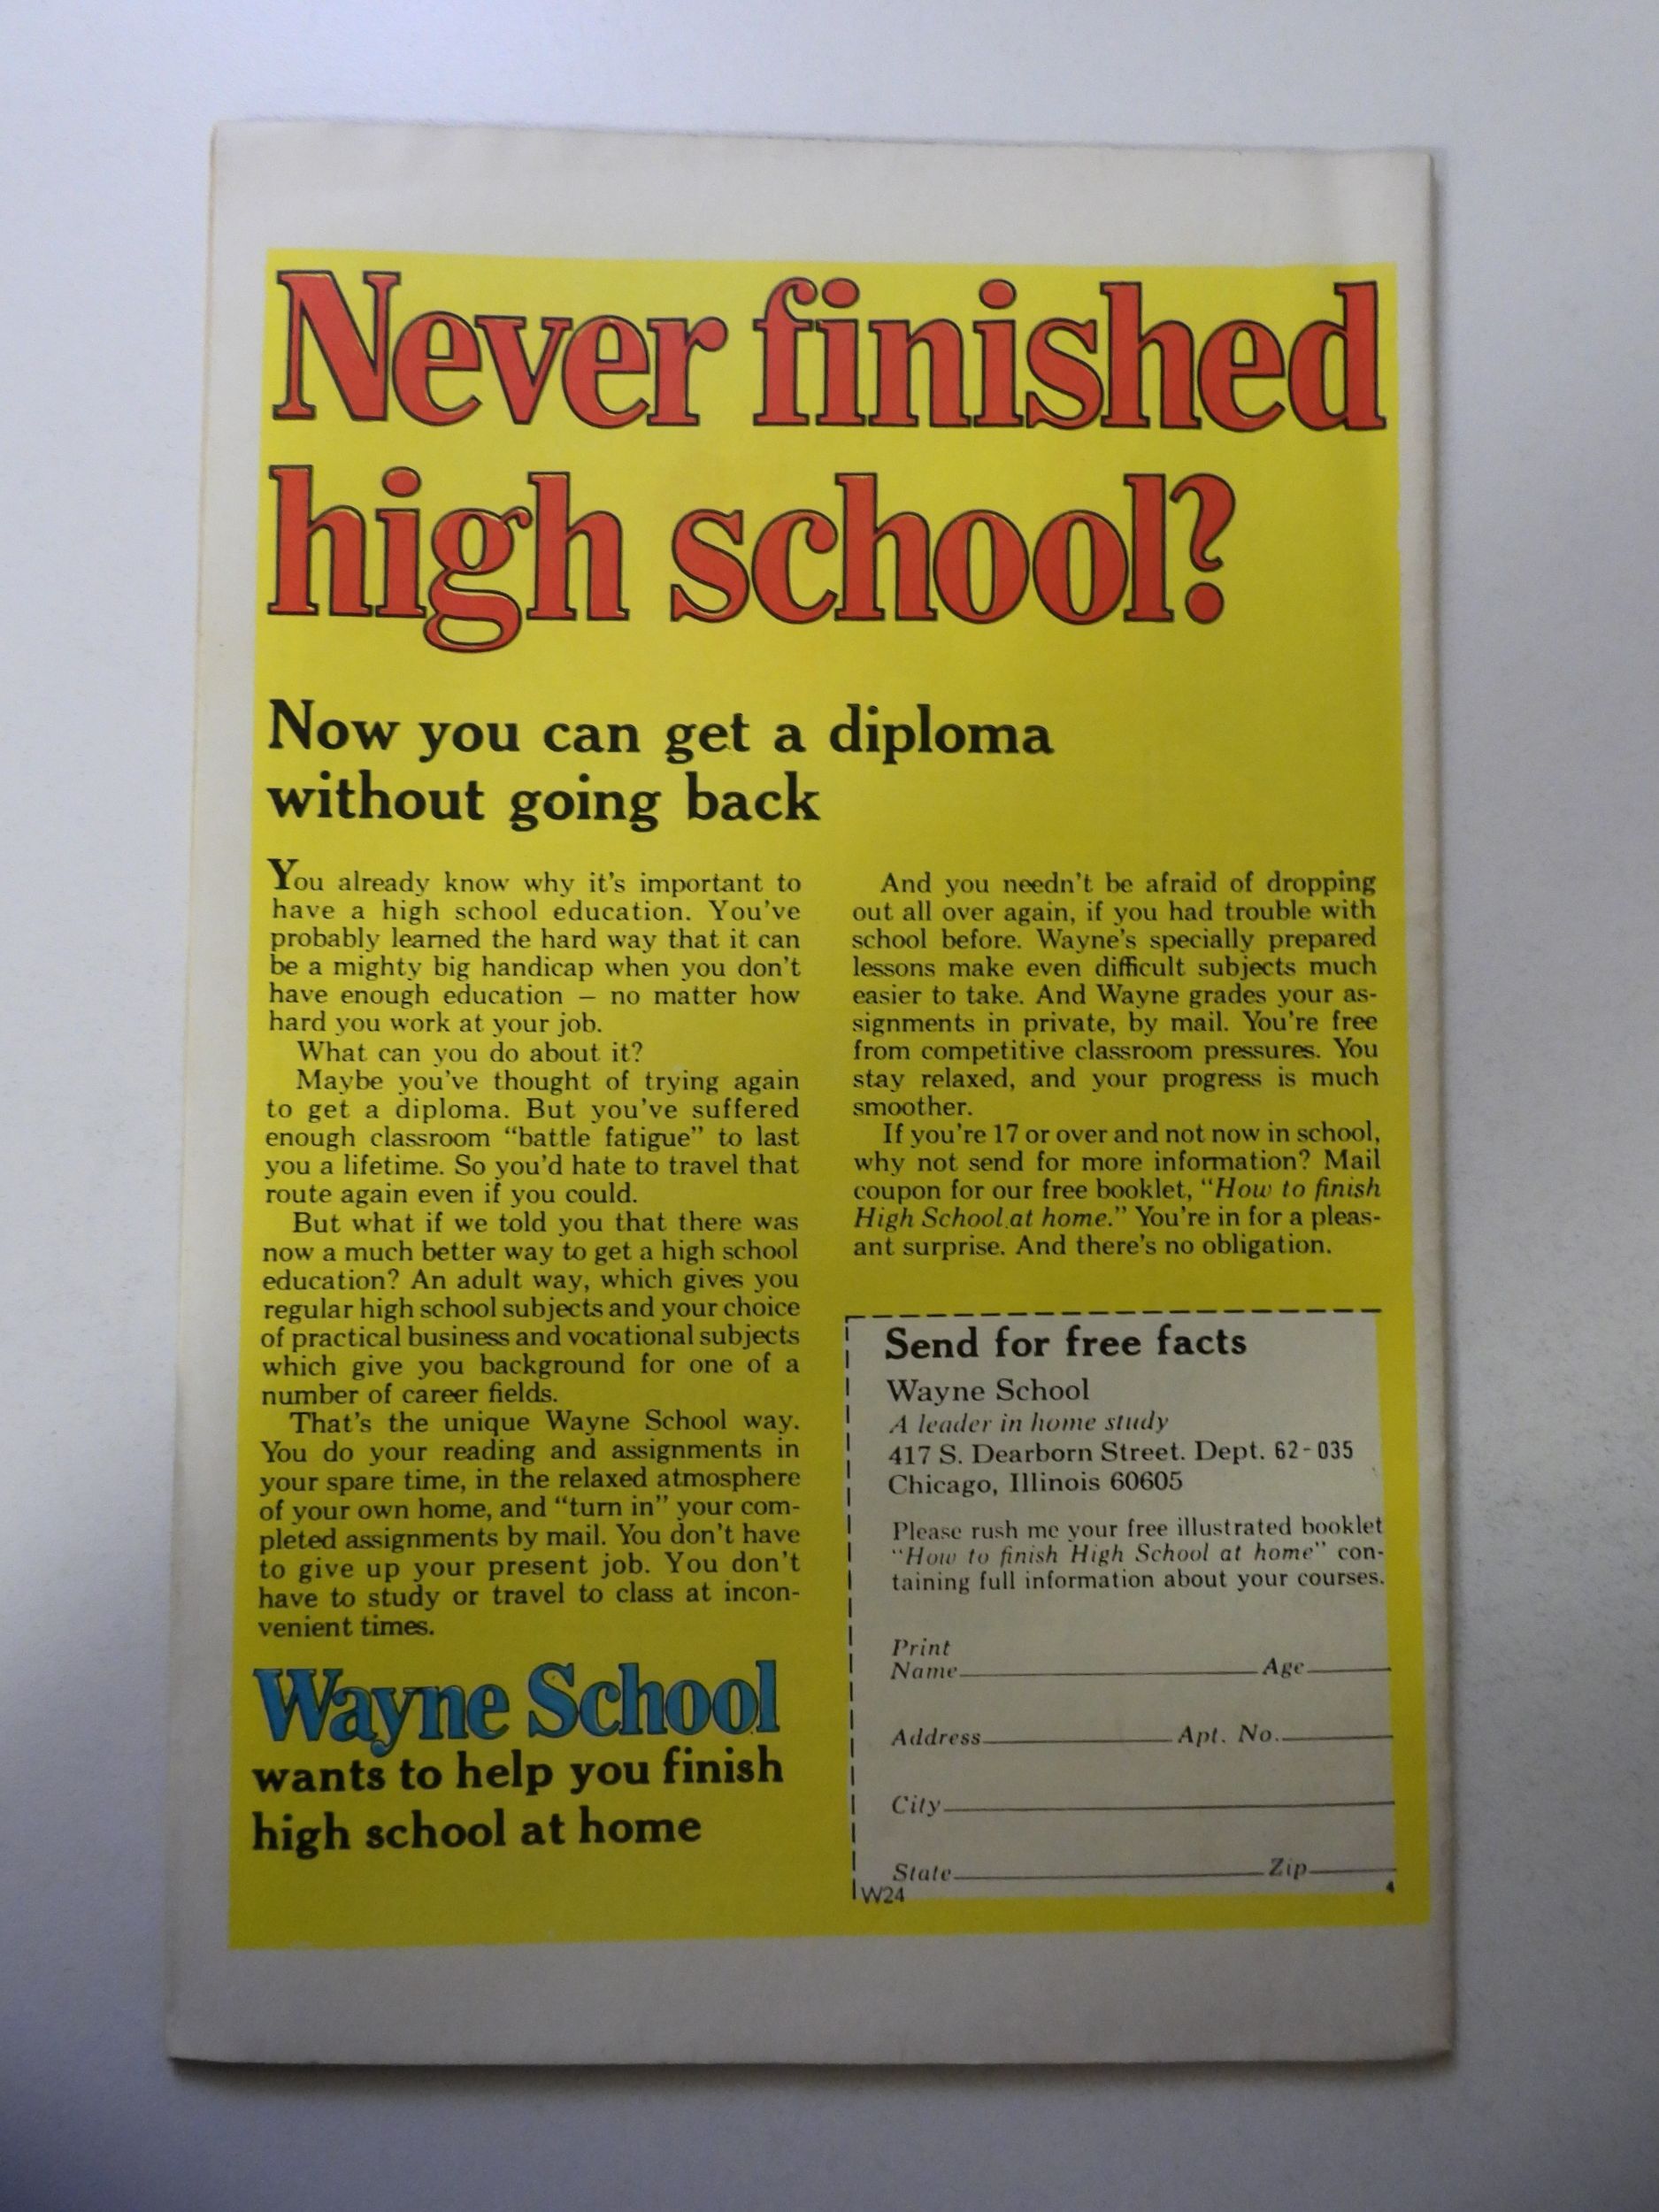 Never finished
high school?
Now you can get a diploma
without going back
You already know why it's important to
have a high school education. You've
probably learned the hard way that it can
be a mighty big handicap when you don't
have enough education – no matter how
hard you work at your job.
What can you do about it?
Maybe you've thought of trying again
to get a diploma. But you've suffered
enough classroom "battle fatigue" to last
you a lifetime. So you'd hate to travel that
route again even if you could.
But what if we told you that there was
now a much better way to get a high school
education? An adult way, which gives you
regular high school subjects and your choice
of practical business and vocational subjects
which give you background for one of a
number of career fields.
That's the unique Wayne School way.
You do your reading and assignments in
your spare time, in the relaxed atmosphere
of your own home, and "turn in" your com-
pleted assignments by mail. You don't have
to give up your present job. You don't
have to study or travel to class at incon-
venient times.
Wayne School
wants to help you finish
high school at home
And you needn't be afraid of dropping
out all over again, if you had trouble with
school before. Wayne's specially prepared
lessons make even difficult subjects much
easier to take. And Wayne grades your as-
signments in private, by mail. You're free
from competitive classroom pressures. You
stay relaxed, and your progress is much
smoother.
If you're 17 or over and not now in school,
why not send for more information? Mail
coupon for our free booklet, "How to finish
High School at home." You're in for a pleas-
ant surprise. And there's no obligation.
Send for free facts
Wayne School
A leader in home study
417 S. Dearborn Street. Dept. 62-035
Chicago, Illinois 60605
Please rush me your free illustrated booklet
"How to finish High School at home" con-
taining full information about your courses.
Print
Name Age
Address Apt. No.
City
State Zip
W24 4